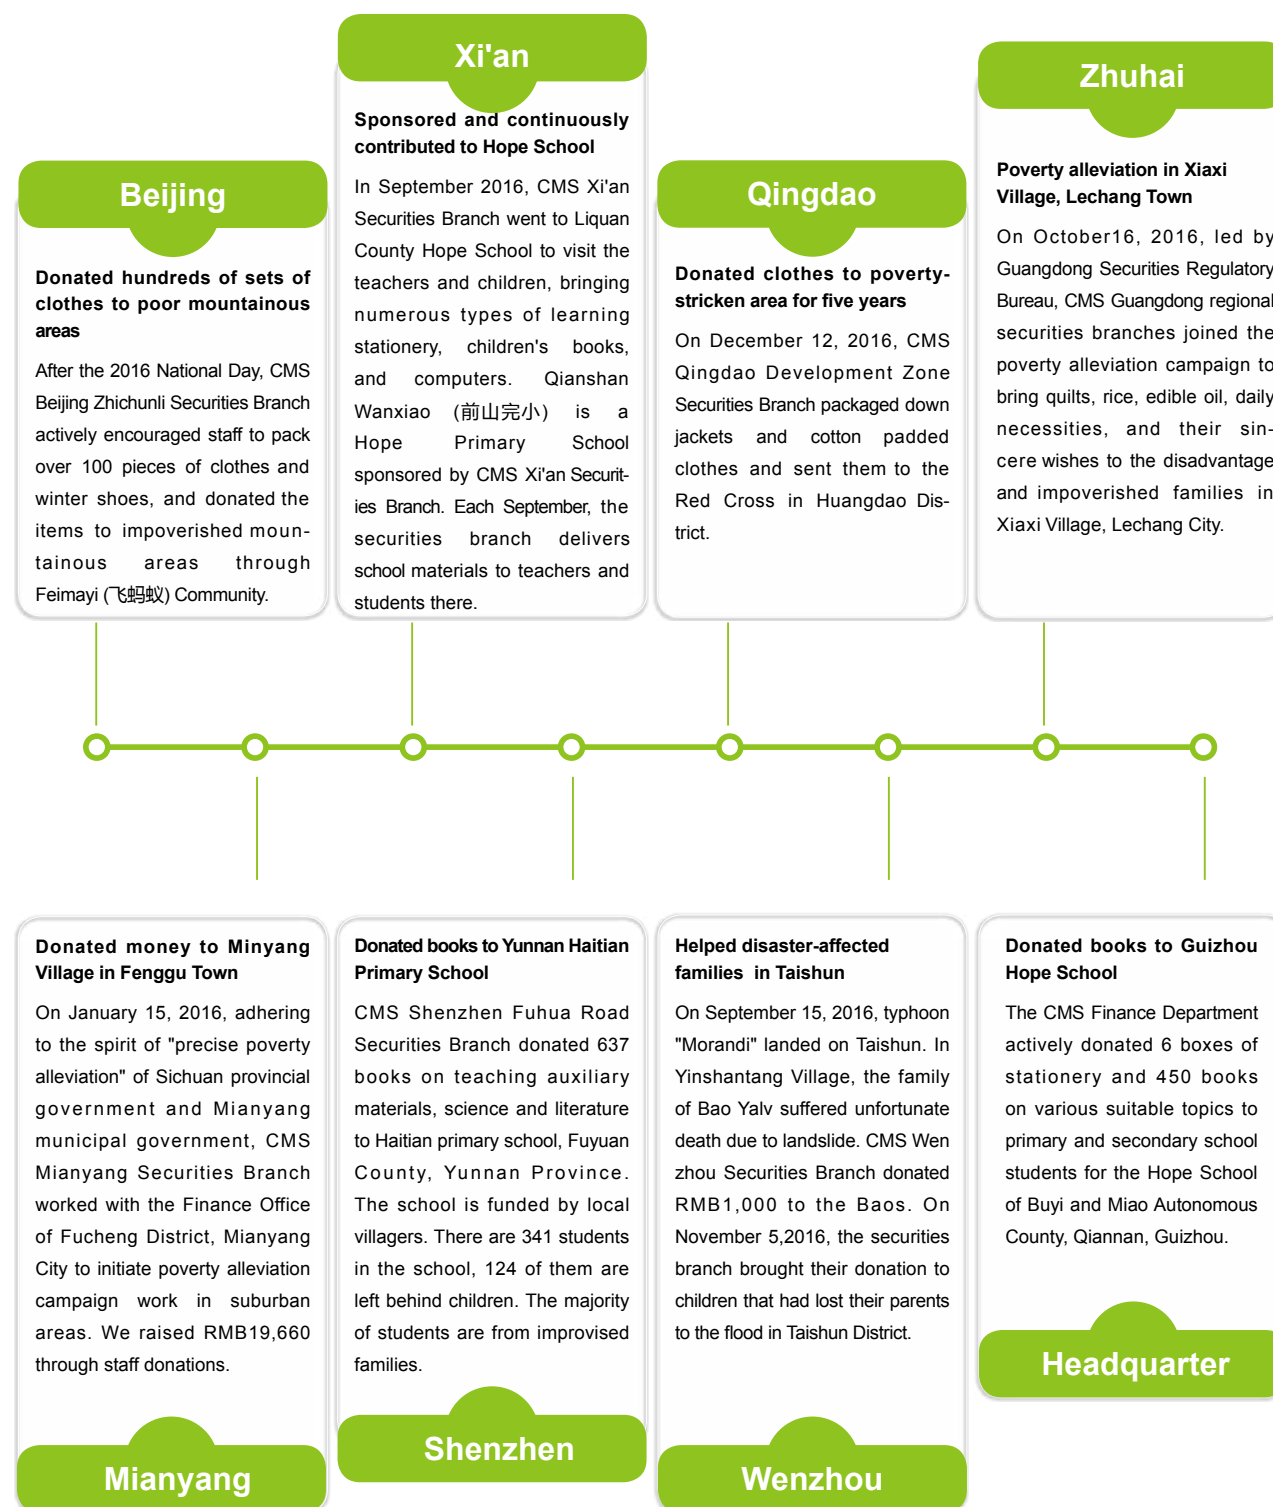 Beijing
Donated hundreds of sets of
clothes to poor mountainous
areas
After the 2016 National Day, CMS
Beijing Zhichunli Securities Branch
actively encouraged staff to pack
over 100 pieces of clothes and
winter shoes, and donated the
items to impoverished moun-
tainous areas through
Feimayi (飞蚂蚁) Community.
Xi'an
Sponsored and continuously
contributed to Hope School
In September 2016, CMS Xi'an
Securities Branch went to Liquan
County Hope School to visit the
teachers and children, bringing
numerous types of learning
stationery, children's books,
and computers. Qianshan
Wanxiao (前山完小) is a
Hope Primary School
sponsored by CMS Xi'an Securit-
ies Branch. Each September, the
securities branch delivers
school materials to teachers and
students there.
Qingdao
Donated clothes to poverty-
stricken area for five years
On December 12, 2016, CMS
Qingdao Development Zone
Securities Branch packaged down
jackets and cotton padded
clothes and sent them to the
Red Cross in Huangdao Dis-
trict.
Zhuhai
Poverty alleviation in Xiaxi
Village, Lechang Town
On October16, 2016, led by
Guangdong Securities Regulatory
Bureau, CMS Guangdong regional
securities branches joined the
poverty alleviation campaign to
bring quilts, rice, edible oil, daily
necessities, and their sin-
cere wishes to the disadvantage
and impoverished families in
Xiaxi Village, Lechang City.
Donated money to Minyang
Village in Fenggu Town
On January 15, 2016, adhering
to the spirit of "precise poverty
alleviation" of Sichuan provincial
government and Mianyang
municipal government, CMS
Mianyang Securities Branch
worked with the Finance Office
of Fucheng District, Mianyang
City to initiate poverty alleviation
campaign work in suburban
areas. We raised RMB19,660
through staff donations.
Mianyang
Donated books to Yunnan Haitian
Primary School
CMS Shenzhen Fuhua Road
Securities Branch donated 637
books on teaching auxiliary
materials, science and literature
to Haitian primary school, Fuyuan
County, Yunnan Province.
The school is funded by local
villagers. There are 341 students
in the school, 124 of them are
left behind children. The majority
of students are from improvised
families.
Shenzhen
Helped disaster-affected
families in Taishun
On September 15, 2016, typhoon
"Morandi" landed on Taishun. In
Yinshantang Village, the family
of Bao Yalv suffered unfortunate
death due to landslide. CMS Wen
zhou Securities Branch donated
RMB1,000 to the Baos. On
November 5,2016, the securities
branch brought their donation to
children that had lost their parents
to the flood in Taishun District.
Wenzhou
Donated books to Guizhou
Hope School
The CMS Finance Department
actively donated 6 boxes of
stationery and 450 books
on various suitable topics to
primary and secondary school
students for the Hope School
of Buyi and Miao Autonomous
County, Qiannan, Guizhou.
Headquarter